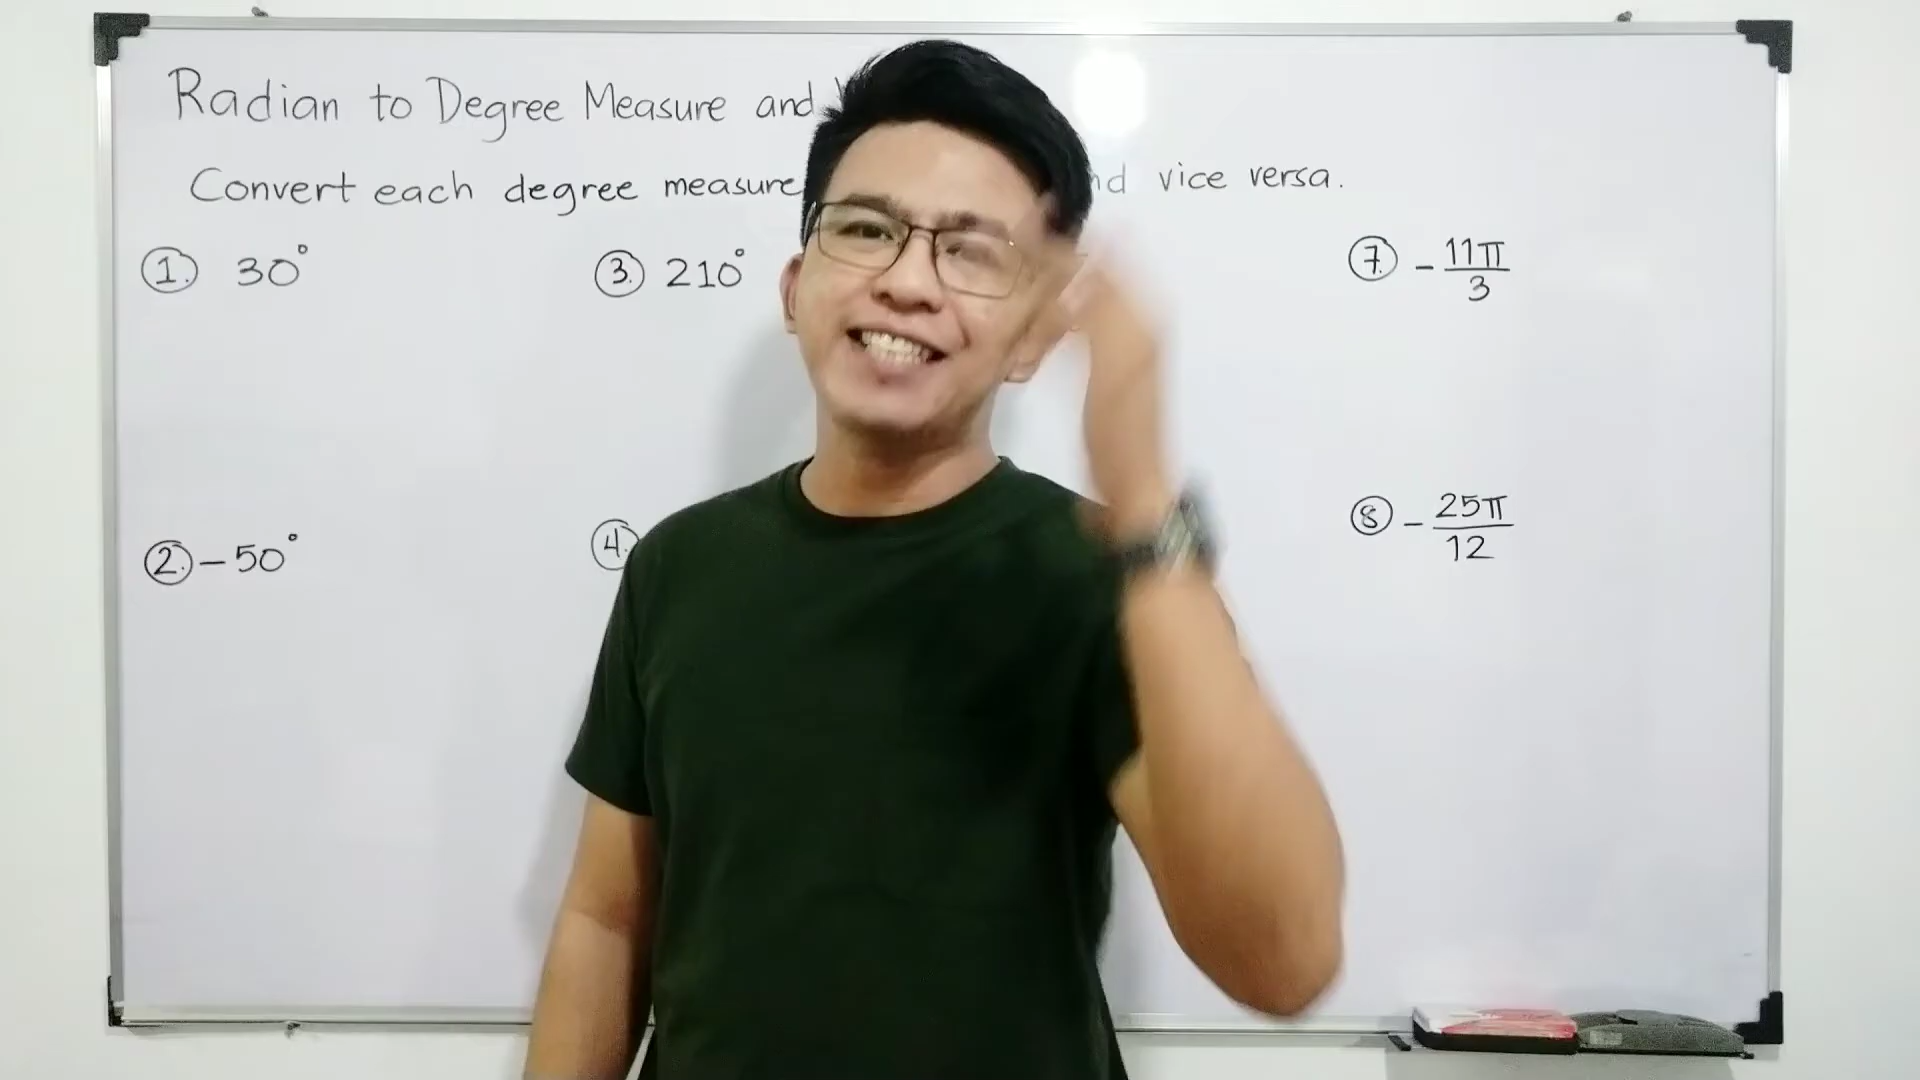 Radian to Degree Measure and
Convert each degree measure nd vice versa.
1. 30°
3. 210°
7. -11π/3
2. -50°
4.
8. -25π/12